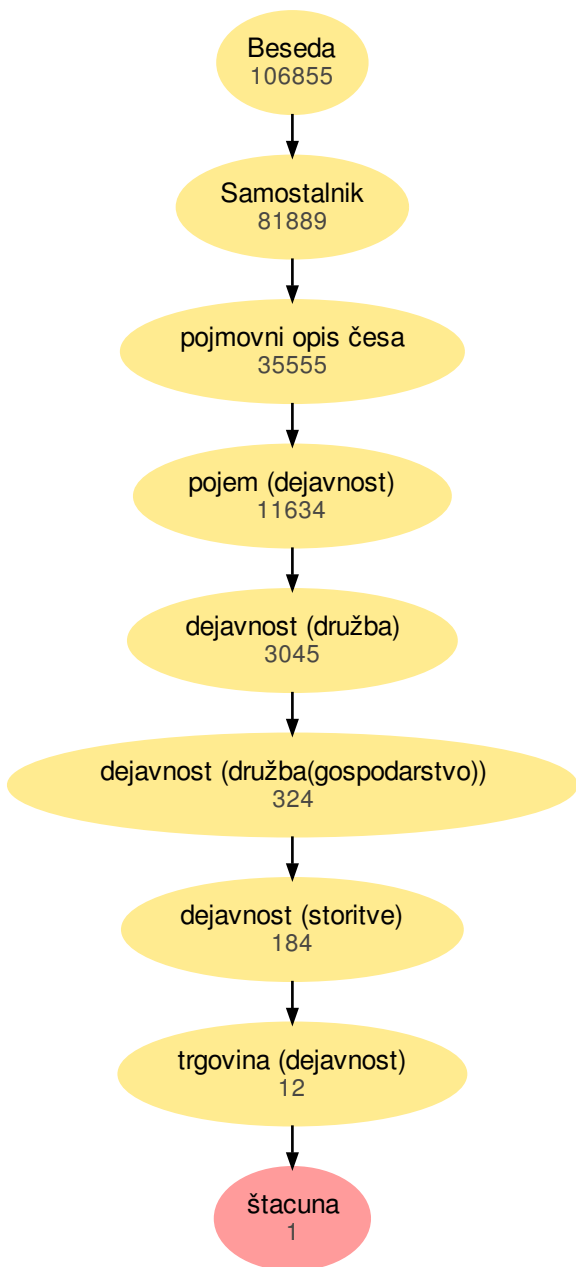 Beseda
106855
Samostalnik
81889
pojmovni opis česa
35555
pojem (dejavnost)
11634
dejavnost (družba)
3045
dejavnost (družba(gospodarstvo))
324
dejavnost (storitve)
184
trgovina (dejavnost)
12
štacuna
1